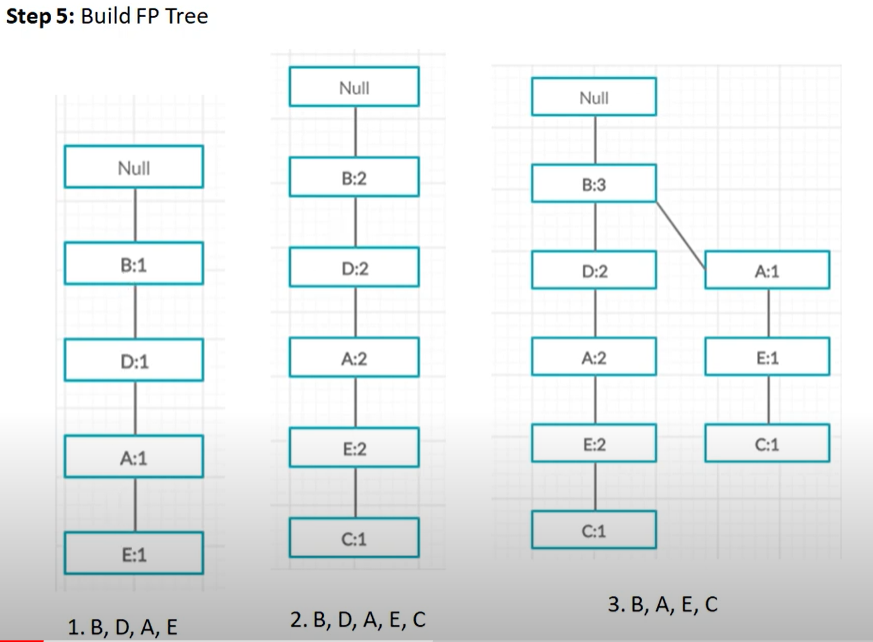 Step 5: Build FP Tree
Null
B:1
D:1
A:1
E:1
1. B, D, A, E
Null
B:2
D:2
A:2
E:2
C:1
2. B, D, A, E, C
Null
B:3
D:2
A:1
A:2
E:1
E:2
C:1
C:1
3. B, A, E, C